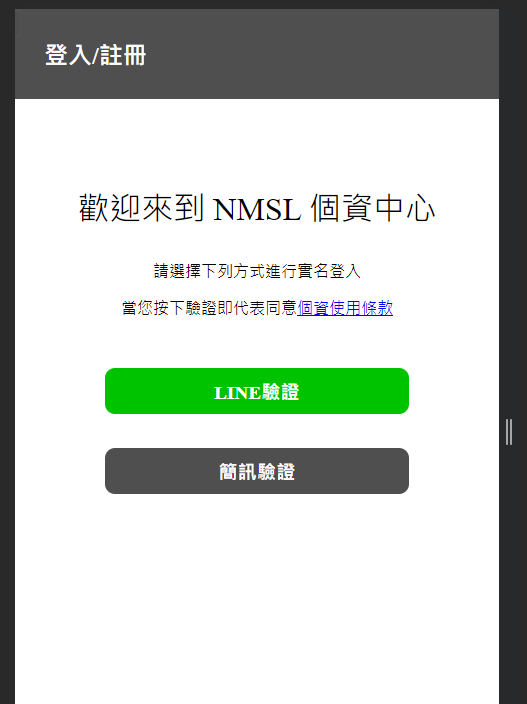 登入/註冊
歡迎來到 NMSL 個資中心
請選擇下列方式進行實名登入
當您按下驗證即代表同意個資使用條款
LINE驗證
簡訊驗證